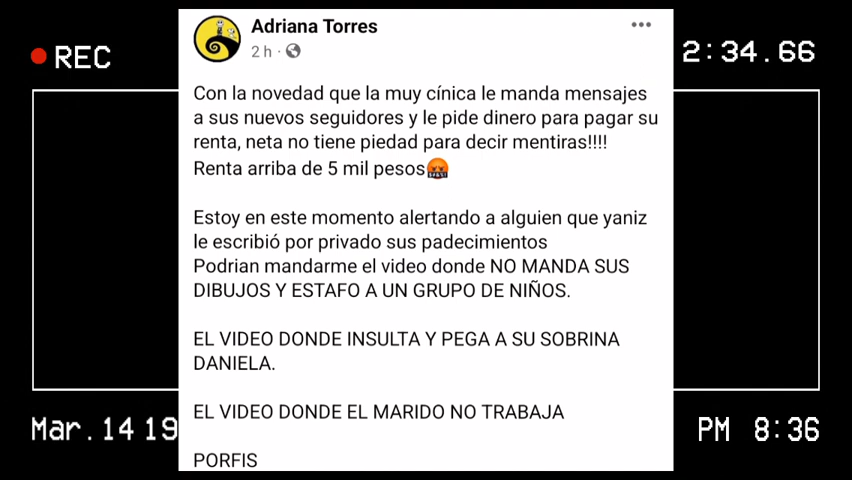 REC
2:34.66
Adriana Torres
2 h
Con la novedad que la muy cínica le manda mensajes
a sus nuevos seguidores y le pide dinero para pagar su
renta, neta no tiene piedad para decir mentiras!!!!
Renta arriba de 5 mil pesos
Estoy en este momento alertando a alguien que yaniz
le escribió por privado sus padecimientos
Podrian mandarme el video donde NO MANDA SUS
DIBUJOS Y ESTAFO A UN GRUPO DE NIÑOS.
EL VIDEO DONDE INSULTA Y PEGA A SU SOBRINA
DANIELA.
EL VIDEO DONDE EL MARIDO NO TRABAJA
PORFIS
Mar.14 19
PM 8:36